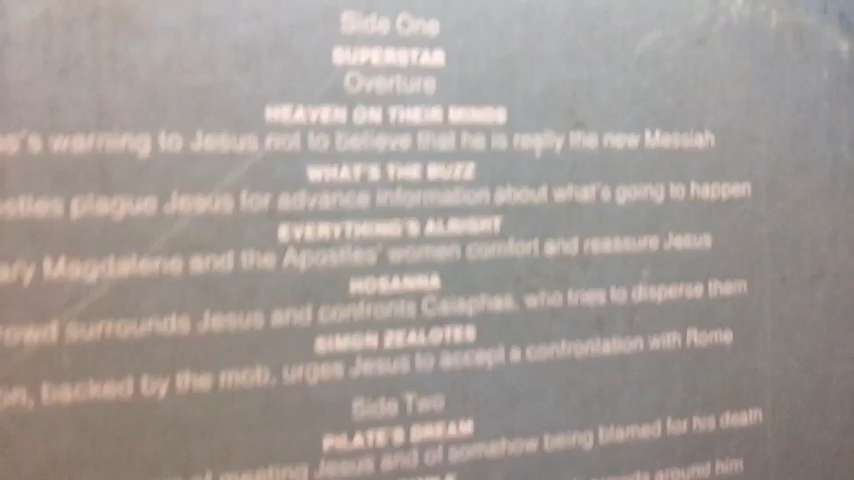 Side One
SUPERSTAR
Overture
HEAVEN ON THEIR MINDS
warning to Jesus not to believe that he is really the new Messiah
WHAT'S THE BUZZ
plague Jesus for advance information about what's going to happen
EVERYTHING'S ALRIGHT
Magdalene and the Apostles' women comfort and reassure Jesus
HOSANNA
surrounds Jesus and confronts Caiaphas, who tries to disperse them
SIMON ZEALOTES
backed by the mob, urges Jesus to accept a confrontation with Rome
Side Two
PILATE'S DREAM
of meeting Jesus and of somehow being blamed for his death
around him